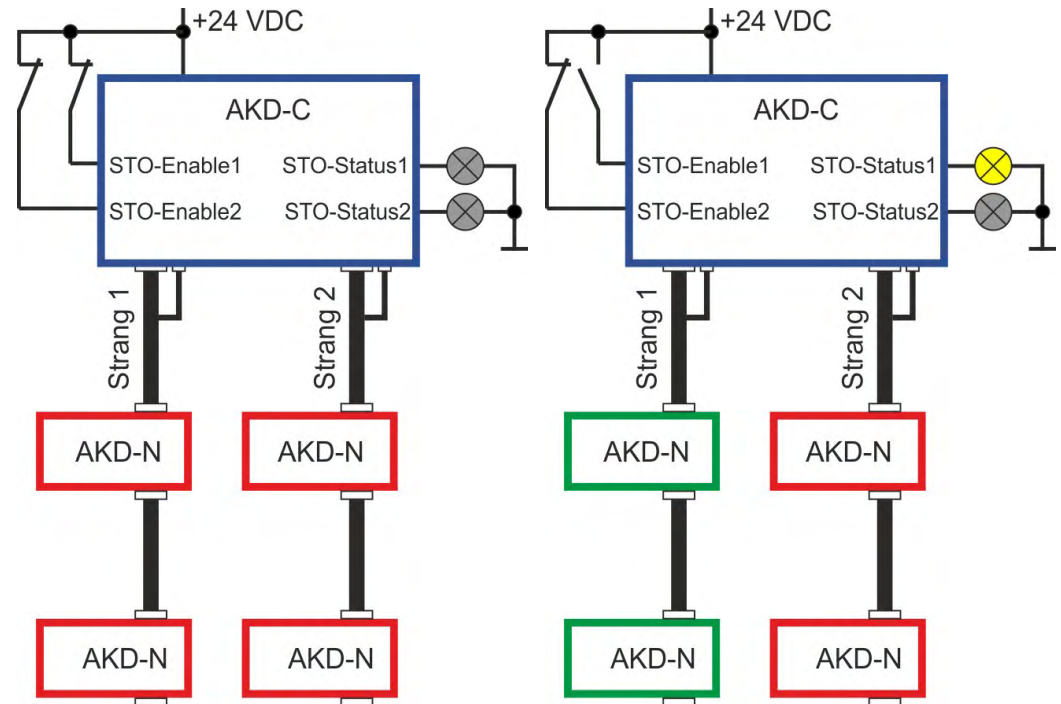 +24 VDC
AKD-C
STO-Enable1 STO-Status1
STO-Enable2 STO-Status2
Strang 1
Strang 2
AKD-N AKD-N
AKD-N AKD-N
+24 VDC
AKD-C
STO-Enable1 STO-Status1
STO-Enable2 STO-Status2
Strang 1
Strang 2
AKD-N AKD-N
AKD-N AKD-N